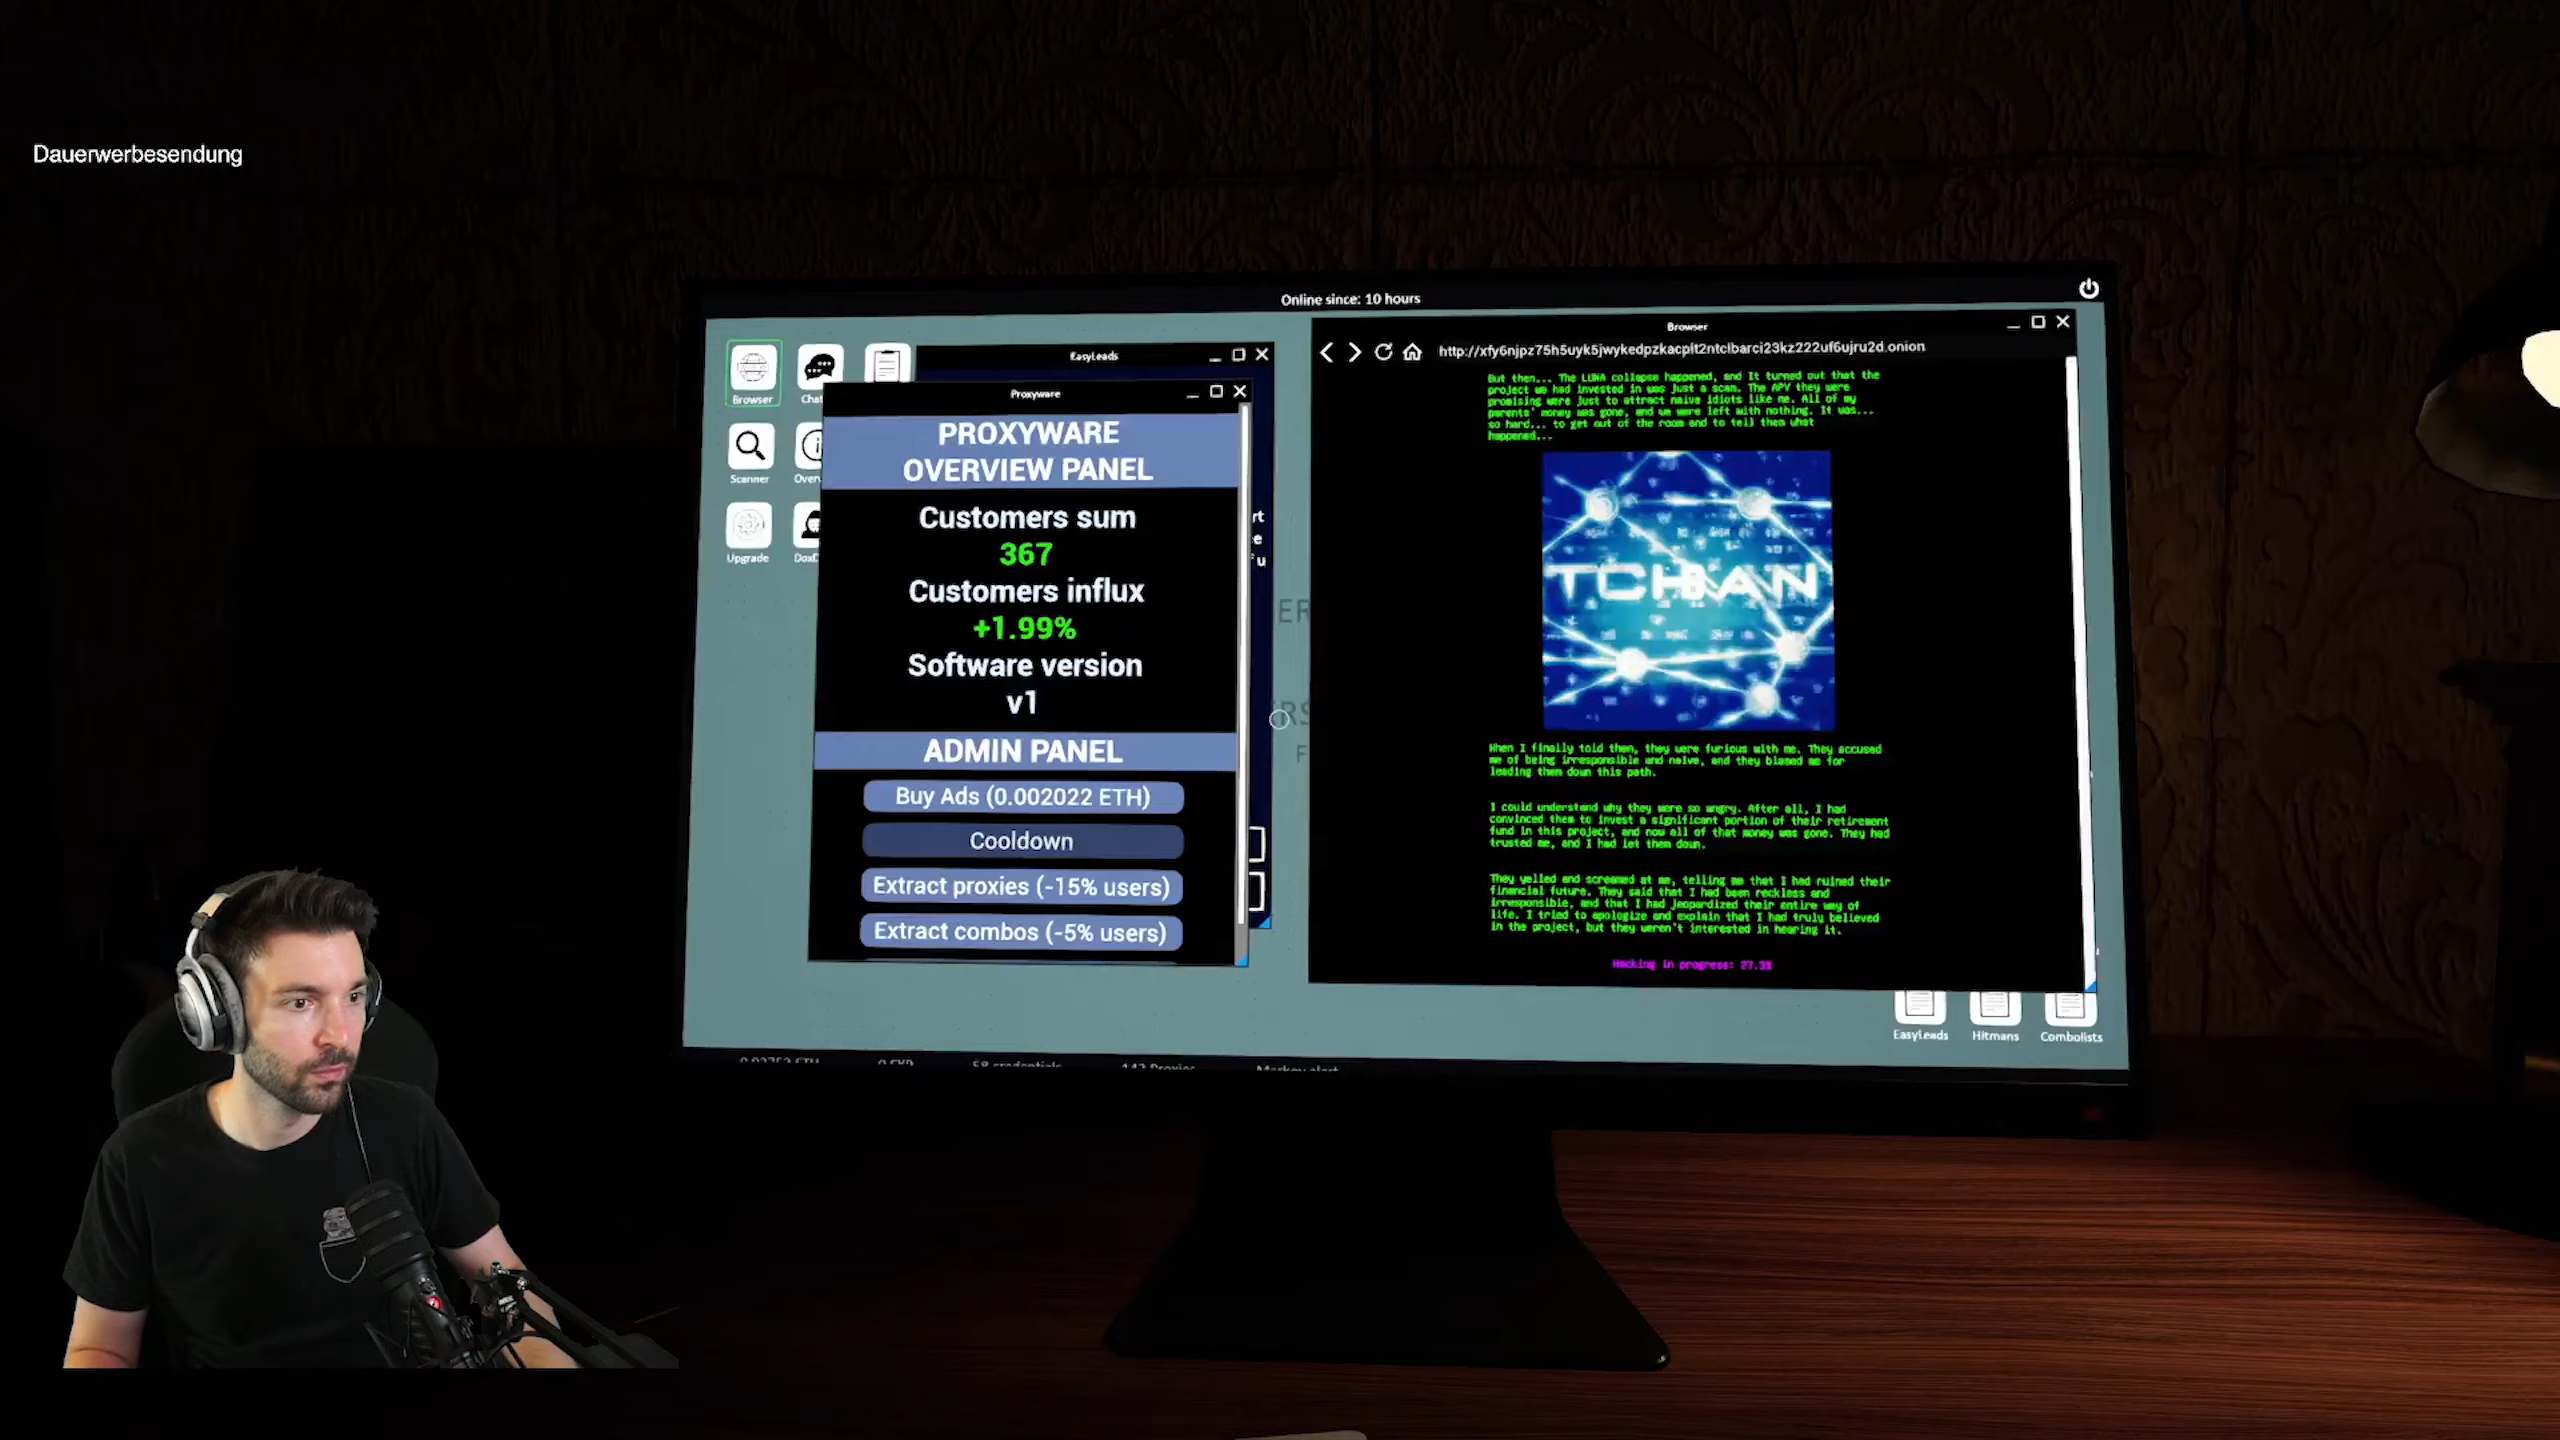 Dauerwerbesendung
Online since: 10 hours
Browser
Scanner
Upgrade
EasyLeads
rt
e
u
Proxyware
PROXYWARE
OVERVIEW PANEL
Customers sum
367
Customers influx
+1.99%
Software version
v1
ADMIN PANEL
Buy Ads (0.002022 ETH)
Cooldown
Extract proxies (-15% users)
Extract combos (-5% users)
Browser
But then... The LUNA collapse happened, and It turned out that the
project we had invested in was just a scam. The APY they were
promising were just to attract naive idiots like me. All of my
parents' money was gone, and we were left with nothing. It was...
so hard... to get out of the room and to tell them what
happened...
When I finally told them, they were furious with me. They accused
me of being irresponsible and naive, and they blamed me for
leading them down this path.
I could understand why they were so angry. After all, I had
convinced them to invest a significant portion of their retirement
fund in this project, and now all of that money was gone. They had
trusted me, and I had let them down.
They yelled and screamed at me, telling me that I had ruined their
financial future. They said that I had been reckless and
irresponsible, and that I had jeopardized their entire way of
life. I tried to apologize and explain that I had truly believed
in the project, but they weren't interested in hearing it.
Hacking in progress: 27.3%
EasyLeads
Hitmans
Combolists